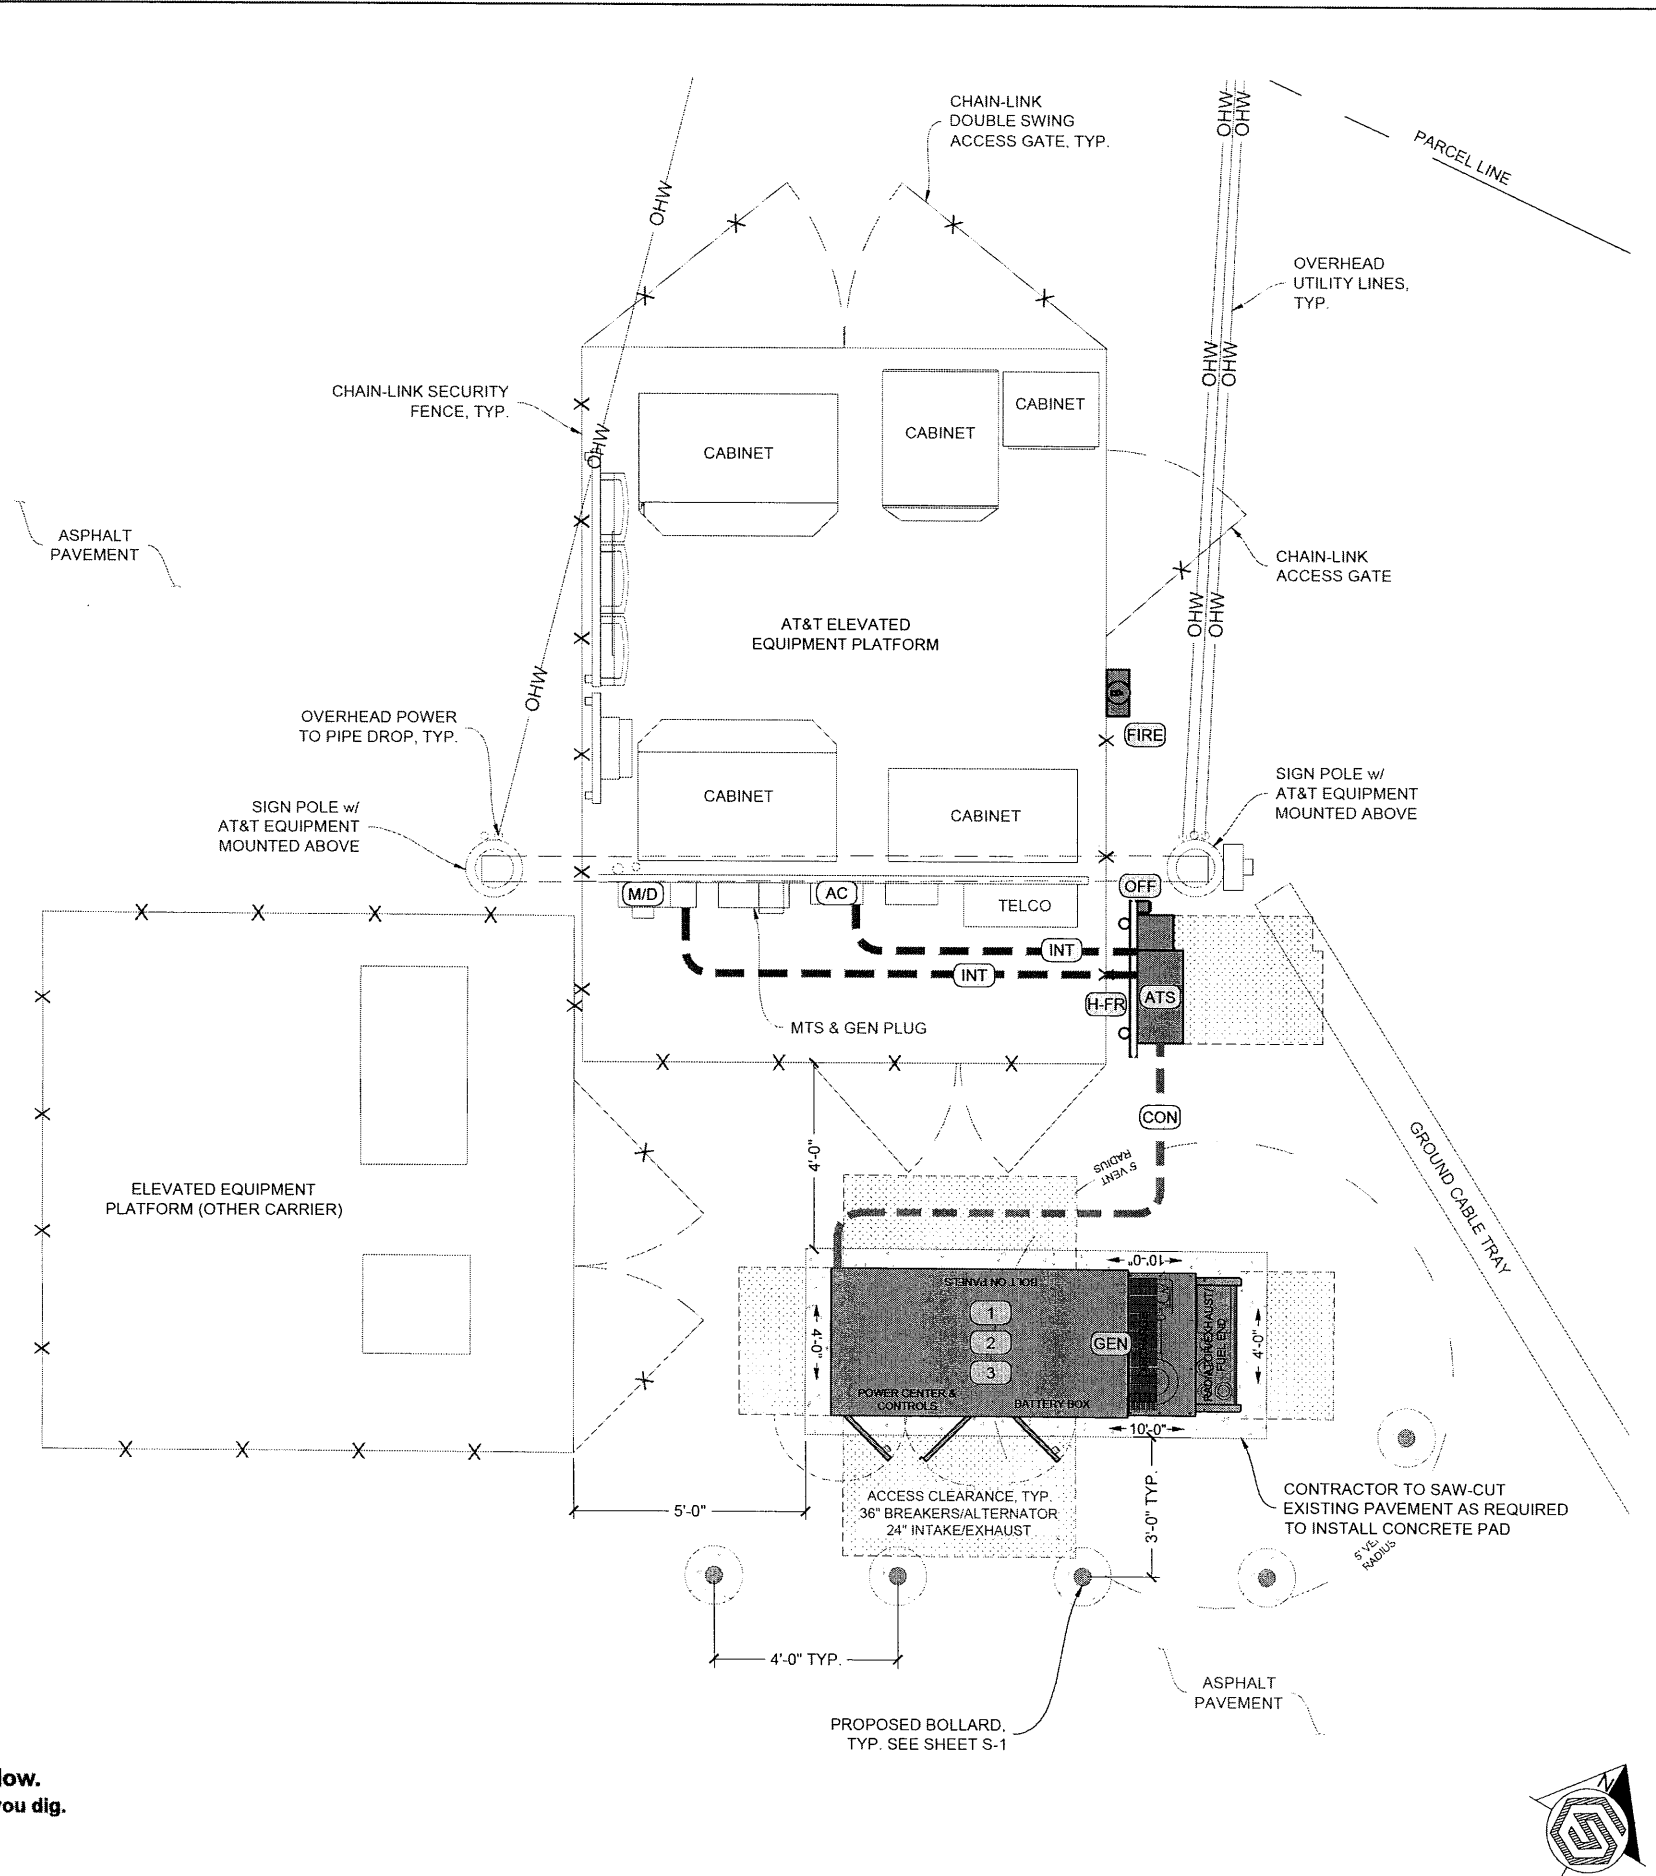 CHAIN-LINK
DOUBLE SWING
ACCESS GATE, TYP.
OHW
OHW
PARCEL LINE
OHW
OVERHEAD
UTILITY LINES,
TYP.
OHW
OHW
CHAIN-LINK SECURITY
FENCE, TYP.
CABINET
CABINET
CABINET
OHW
ASPHALT
PAVEMENT
CHAIN-LINK
ACCESS GATE
OHW
OHW
AT&T ELEVATED
EQUIPMENT PLATFORM
OHW
OVERHEAD POWER
TO PIPE DROP, TYP.
FIRE
SIGN POLE w/
AT&T EQUIPMENT
MOUNTED ABOVE
CABINET
CABINET
SIGN POLE w/
AT&T EQUIPMENT
MOUNTED ABOVE
M/D
AC
TELCO
OFF
INT
INT
H-FR
ATS
MTS & GEN PLUG
CON
4'-0"
5' VENT
RADIUS
GROUND CABLE TRAY
ELEVATED EQUIPMENT
PLATFORM (OTHER CARRIER)
10'-0"
BOLT ON PANELS
1
2
3
GEN
4'-0"
RADIATOR/EXHAUST/
FUEL END
4'-0"
POWER CENTER &
CONTROLS
BATTERY BOX
10'-0"
5'-0"
ACCESS CLEARANCE, TYP.
36" BREAKERS/ALTERNATOR
24" INTAKE/EXHAUST
3'-0" TYP.
CONTRACTOR TO SAW-CUT
EXISTING PAVEMENT AS REQUIRED
TO INSTALL CONCRETE PAD
RADIUS
4'-0" TYP.
ASPHALT
PAVEMENT
PROPOSED BOLLARD,
TYP. SEE SHEET S-1
low.
you dig.
N